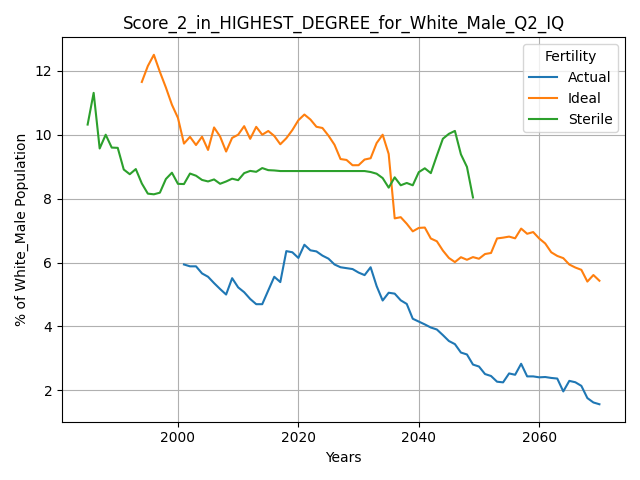 Score_2_in_HIGHEST_DEGREE_for_White_Male_Q2_IQ
Fertility
Actual
Ideal
Sterile
% of White_Male Population
12
10
8
6
4
2
2000
2020
2040
2060
Years